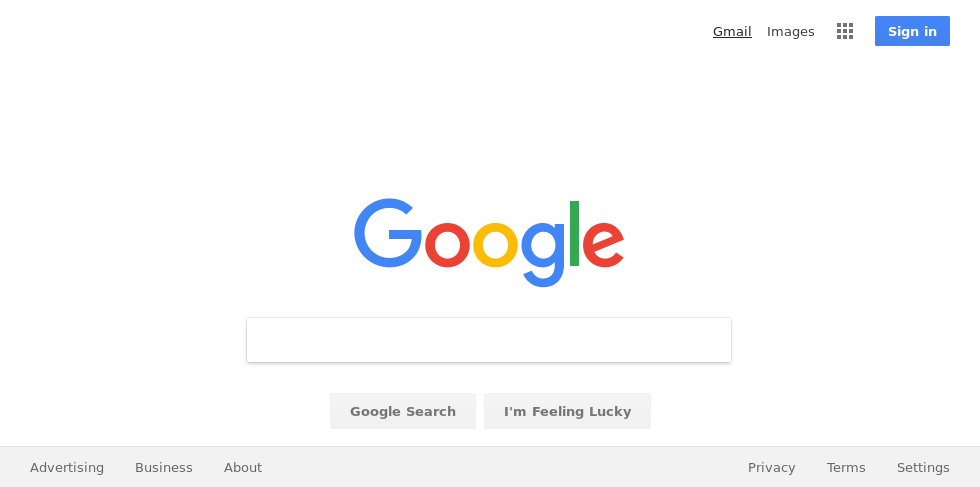 Gmail Images Sign in
Google
Google Search I'm Feeling Lucky
Advertising Business About Privacy Terms Settings